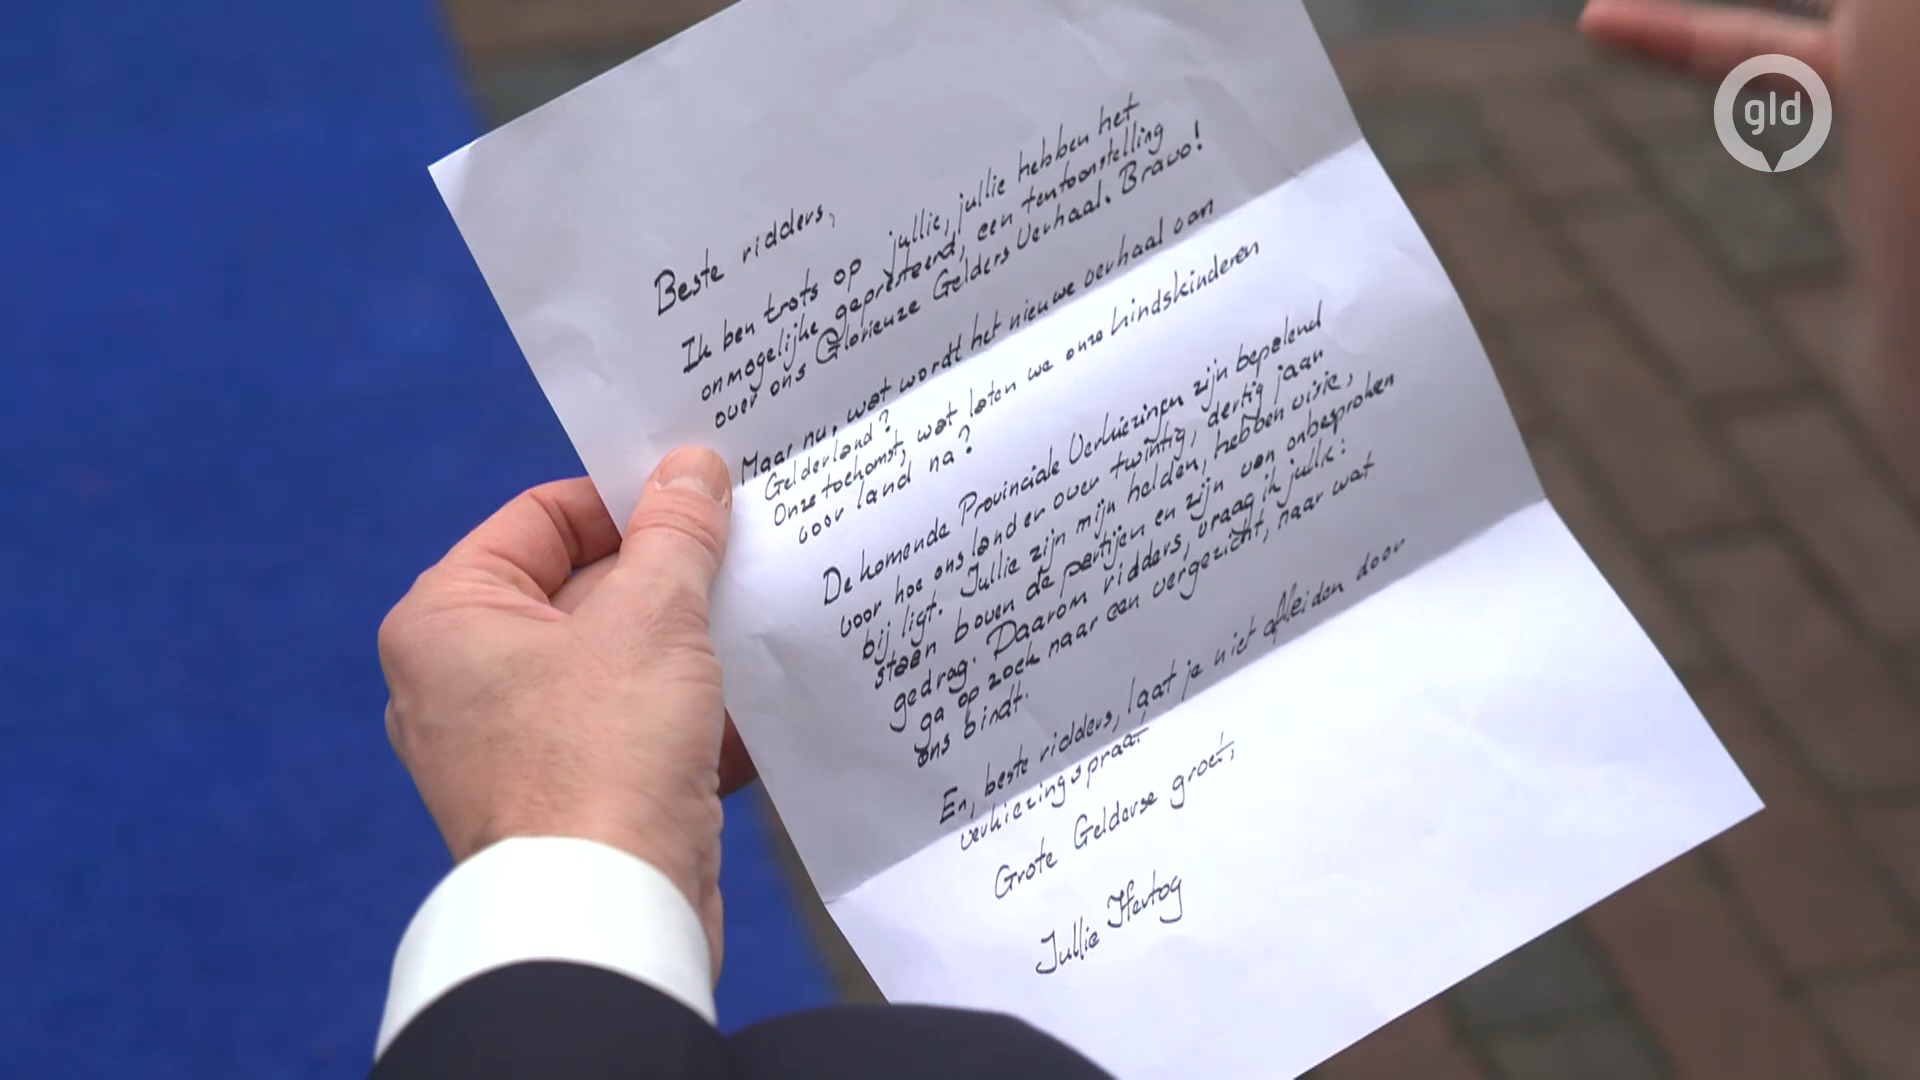 gld
Beste ridders,
Ik ben trots op jullie, jullie hebben het
onmogelijke gepresteerd, een tentoonstelling
over ons Glorieuze Gelders Verhaal. Bravo!
Maar nu, wat wordt het nieuwe verhaal van
Gelderland?
Onze toekomst, wat laten we onze kindskinderen
voor land na?
De komende Provinciale Verkiezingen zijn bepalend
voor hoe ons land er over twintig, dertig jaar
bij ligt. Jullie zijn mijn helden, hebben visie,
staan boven de partijen en zijn van onbesproken
gedrag. Daarom ridders, vraag ik jullie:
ga op zoek naar een vergezicht, naar wat
ons bindt.
En, beste ridders, laat je niet afleiden door
verkiezingspraat
Grote Gelderse groet,
Jullie Hertog